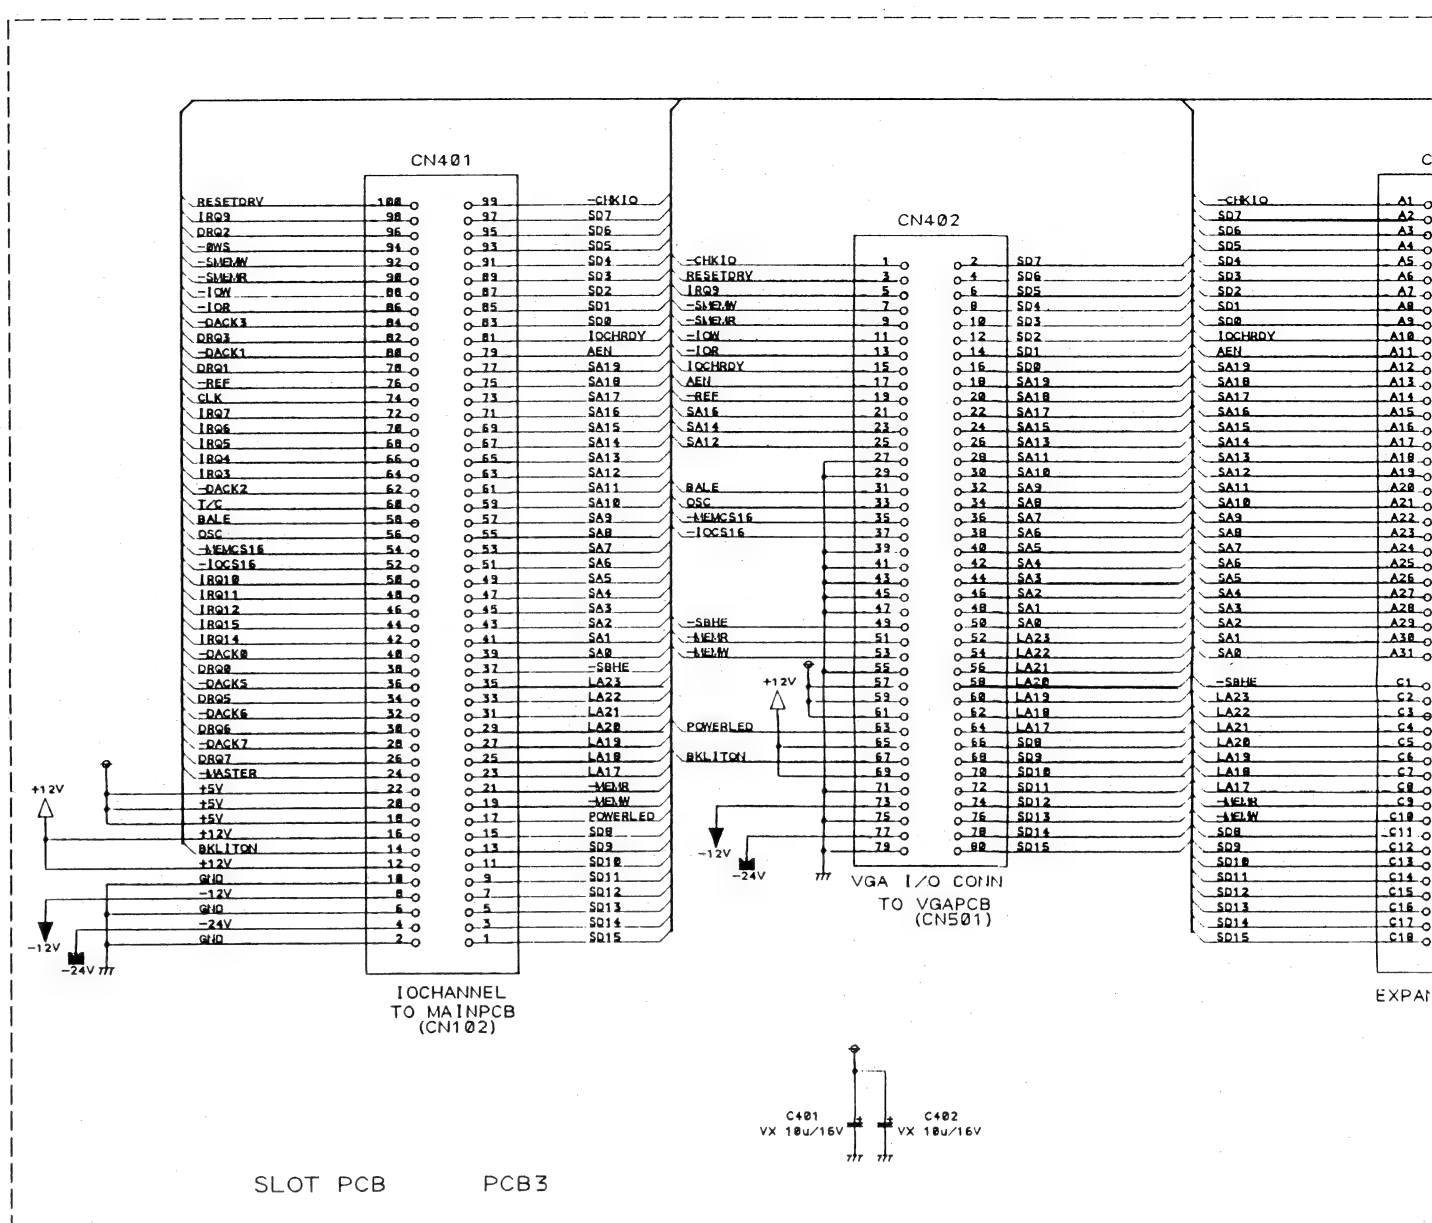 CN401
RESETDRV 100 99 -CHKIO
IRQ9 98 97 SD7
DRQ2 96 95 SD6
-0WS 94 93 SD5
-SMEMW 92 91 SD4
-SMEMR 90 89 SD3
-IOW 88 87 SD2
-IOR 86 85 SD1
-DACK3 84 83 SD0
DRQ3 82 81 IOCHRDY
-DACK1 80 79 AEN
DRQ1 78 77 SA19
-REF 76 75 SA18
CLK 74 73 SA17
IRQ7 72 71 SA16
IRQ6 70 69 SA15
IRQ5 68 67 SA14
IRQ4 66 65 SA13
IRQ3 64 63 SA12
-DACK2 62 61 SA11
T/C 60 59 SA10
BALE 58 57 SA9
OSC 56 55 SA8
-MEMCS16 54 53 SA7
-IOCS16 52 51 SA6
IRQ10 50 49 SA5
IRQ11 48 47 SA4
IRQ12 46 45 SA3
IRQ15 44 43 SA2
IRQ14 42 41 SA1
-DACK0 40 39 SA0
DRQ0 38 37 -SBHE
-DACK5 36 35 LA23
DRQ5 34 33 LA22
-DACK6 32 31 LA21
DRQ6 30 29 LA20
-DACK7 28 27 LA19
DRQ7 26 25 LA18
-MASTER 24 23 LA17
+5V 22 21 -MEMR
+5V 20 19 -MEMW
+5V 18 17 POWERLED
+12V 16 15 SD8
BKLITON 14 13 SD9
+12V 12 11 SD10
GND 10 9 SD11
-12V 8 7 SD12
GND 6 5 SD13
-24V 4 3 SD14
GND 2 1 SD15
+12V
-12V
-24V
IOCHANNEL
TO MAINPCB
(CN102)
CN402
-CHKIO 1 2 SD7
RESETDRV 3 4 SD6
IRQ9 5 6 SD5
-SMEMW 7 8 SD4
-SMEMR 9 10 SD3
-IOW 11 12 SD2
-IOR 13 14 SD1
IOCHRDY 15 16 SD0
AEN 17 18 SA19
-REF 19 20 SA18
SA16 21 22 SA17
SA14 23 24 SA15
SA12 25 26 SA13
27 28 SA11
29 30 SA10
BALE 31 32 SA9
OSC 33 34 SA8
-MEMCS16 35 36 SA7
-IOCS16 37 38 SA6
39 40 SA5
41 42 SA4
43 44 SA3
45 46 SA2
47 48 SA1
-SBHE 49 50 SA0
-MEMR 51 52 LA23
-MEMW 53 54 LA22
55 56 LA21
57 58 LA20
59 60 LA19
61 62 LA18
POWERLED 63 64 LA17
65 66 SD8
BKLITON 67 68 SD9
69 70 SD10
71 72 SD11
73 74 SD12
75 76 SD13
77 78 SD14
79 80 SD15
+12V
-12V
-24V
VGA I/O CONN
TO VGAPCB
(CN501)
C
-CHKIO A1
SD7 A2
SD6 A3
SD5 A4
SD4 A5
SD3 A6
SD2 A7
SD1 A8
SD0 A9
IOCHRDY A10
AEN A11
SA19 A12
SA18 A13
SA17 A14
SA16 A15
SA15 A16
SA14 A17
SA13 A18
SA12 A19
SA11 A20
SA10 A21
SA9 A22
SA8 A23
SA7 A24
SA6 A25
SA5 A26
SA4 A27
SA3 A28
SA2 A29
SA1 A30
SA0 A31
-SBHE C1
LA23 C2
LA22 C3
LA21 C4
LA20 C5
LA19 C6
LA18 C7
LA17 C8
-MEMR C9
-MEMW C10
SD8 C11
SD9 C12
SD10 C13
SD11 C14
SD12 C15
SD13 C16
SD14 C17
SD15 C18
EXPAN
C401
VX 10u/16V
C402
VX 10u/16V
SLOT PCB PCB3